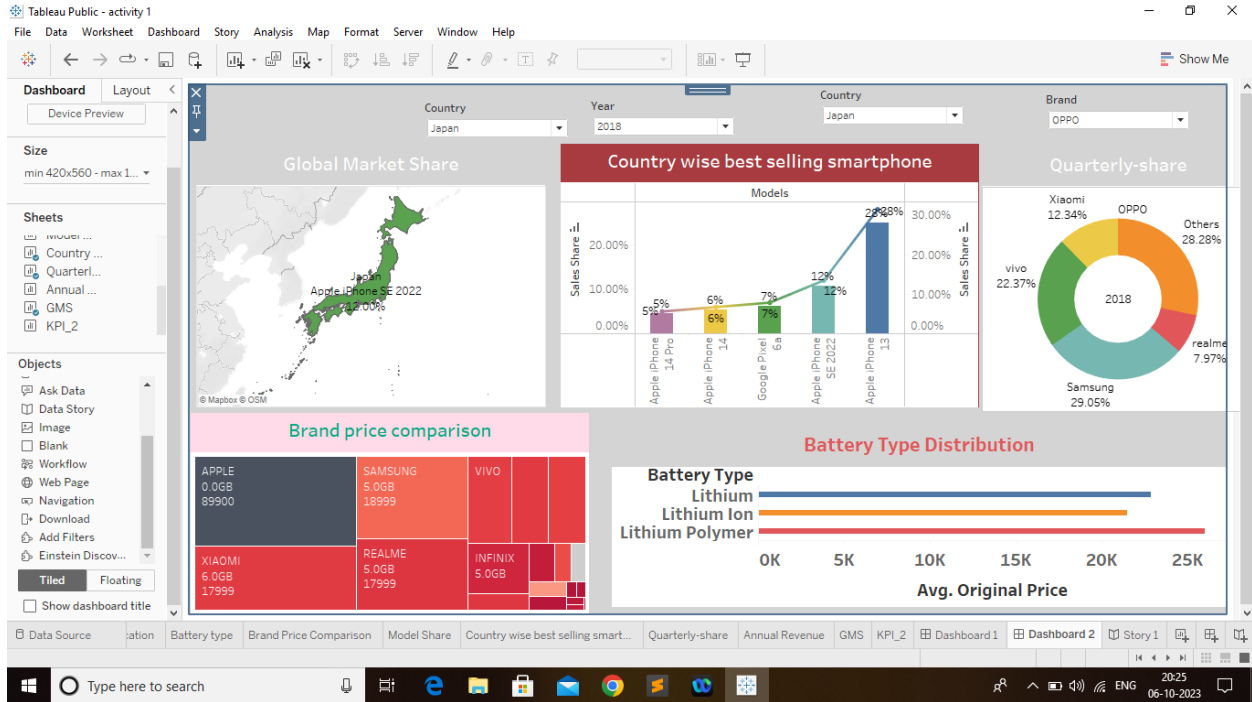 Tableau Public - activity 1
File Data Worksheet Dashboard Story Analysis Map Format Server Window Help
Show Me
Dashboard Layout
Device Preview
Size
min 420x560 - max 1...
Sheets
Country ...
Quarterl...
Annual ...
GMS
KPI_2
Objects
Ask Data
Data Story
Image
Blank
Workflow
Web Page
Navigation
Download
Add Filters
Einstein Discov...
Tiled Floating
Show dashboard title
Country
Japan
Year
2018
Country
Japan
Brand
OPPO
Global Market Share
Japan
Apple iPhone SE 2022
12.00%
© Mapbox © OSM
Country wise best selling smartphone
Models
Sales Share
20.00%
10.00%
0.00%
5% 6% 7% 12% 28%
5% 6% 7% 12% 28%
Apple iPhone 14 Pro
Apple iPhone 14
Google Pixel 6a
Apple iPhone SE 2022
Apple iPhone 13
30.00%
20.00%
10.00%
0.00%
Sales Share
Quarterly-share
Xiaomi
12.34%
OPPO
Others
28.28%
vivo
22.37%
2018
realme
7.97%
Samsung
29.05%
Brand price comparison
APPLE
0.0GB
89900
SAMSUNG
5.0GB
18999
VIVO
XIAOMI
6.0GB
17999
REALME
5.0GB
17999
INFINIX
5.0GB
Battery Type Distribution
Battery Type
Lithium
Lithium Ion
Lithium Polymer
0K 5K 10K 15K 20K 25K
Avg. Original Price
Data Source Battery type Brand Price Comparison Model Share Country wise best selling smart... Quarterly-share Annual Revenue GMS KPI_2 Dashboard 1 Dashboard 2 Story 1
Type here to search
ENG
20:25
06-10-2023